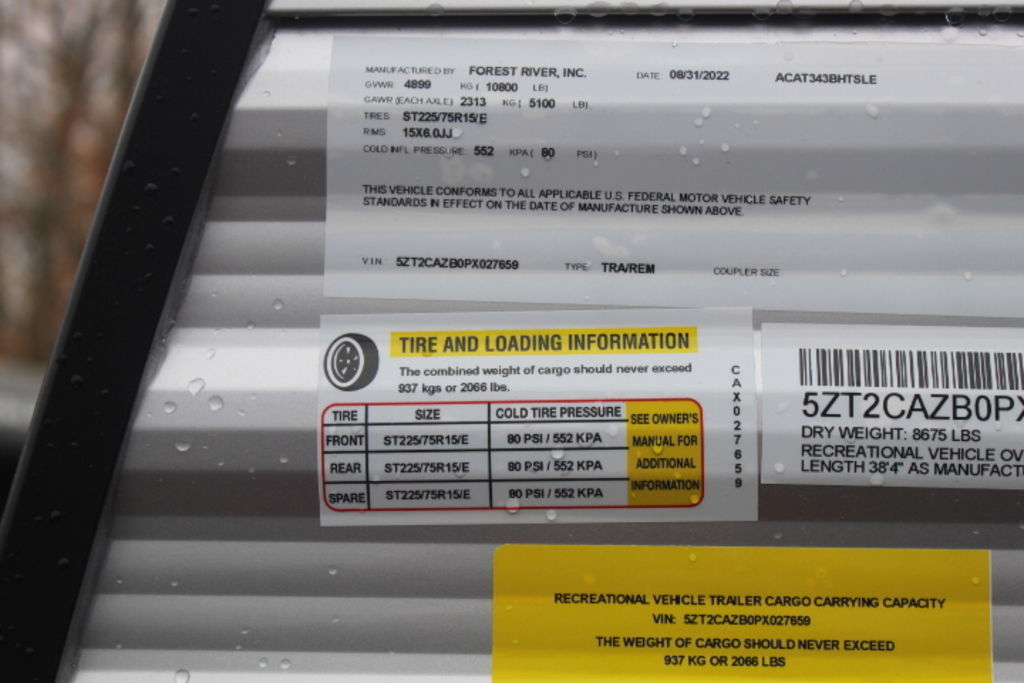 MANUFACTURED BY FOREST RIVER, INC. DATE: 08/31/2022 ACAT343BHTSLE
GVWR: 4899 KG ( 10800 LB)
GAWR (EACH AXLE) 2313 KG ( 5100 LB)
TIRES ST225/75R15/E
RIMS 15X6.0JJ
COLD INFL PRESSURE: 552 KPA ( 80 PSI)
THIS VEHICLE CONFORMS TO ALL APPLICABLE U.S. FEDERAL MOTOR VEHICLE SAFETY
STANDARDS IN EFFECT ON THE DATE OF MANUFACTURE SHOWN ABOVE.
VIN: 5ZT2CAZB0PX027659 TYPE: TRA/REM COUPLER SIZE
TIRE AND LOADING INFORMATION
The combined weight of cargo should never exceed
937 kgs or 2066 lbs.
TIRE SIZE COLD TIRE PRESSURE SEE OWNER'S
FRONT ST225/75R15/E 80 PSI / 552 KPA MANUAL FOR
REAR ST225/75R15/E 80 PSI / 552 KPA ADDITIONAL
SPARE ST225/75R15/E 80 PSI / 552 KPA INFORMATION
CAX027659
5ZT2CAZB0PX
DRY WEIGHT: 8675 LBS
RECREATIONAL VEHICLE OV
LENGTH 38'4" AS MANUFACT
RECREATIONAL VEHICLE TRAILER CARGO CARRYING CAPACITY
VIN: 5ZT2CAZB0PX027659
THE WEIGHT OF CARGO SHOULD NEVER EXCEED
937 KG OR 2066 LBS